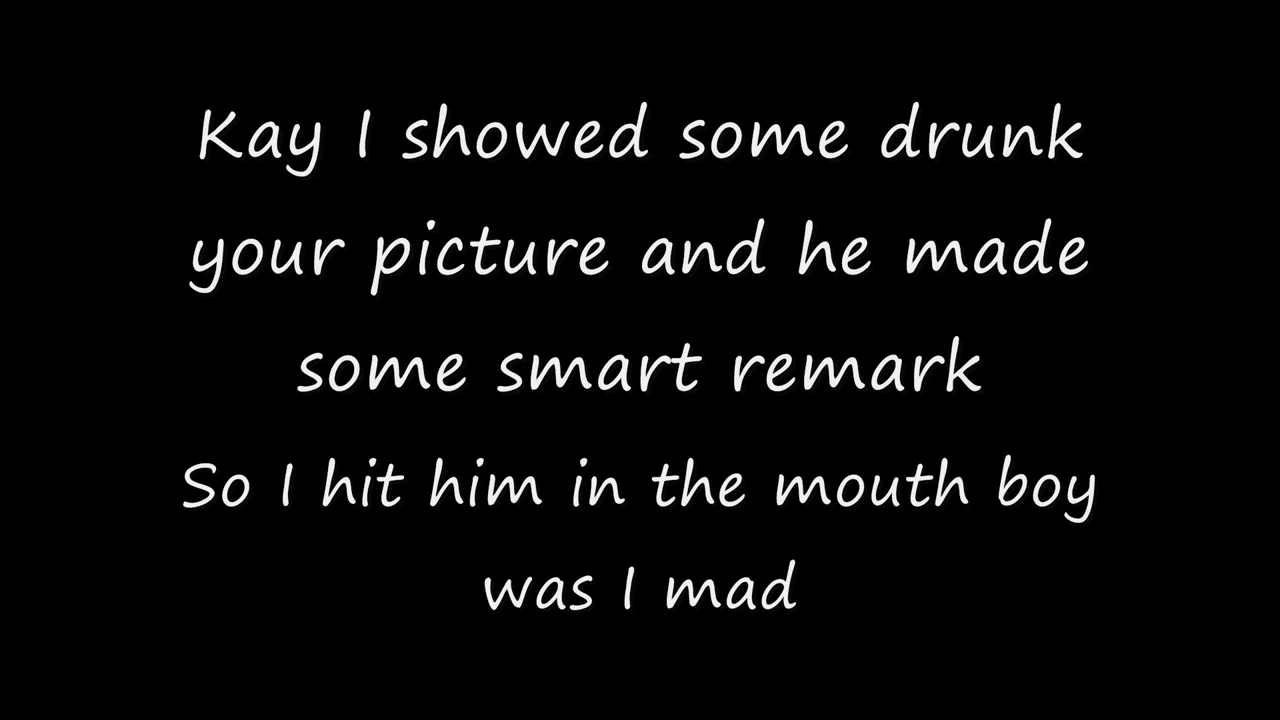 Kay I showed some drunk
your picture and he made
some smart remark
So I hit him in the mouth boy
was I mad